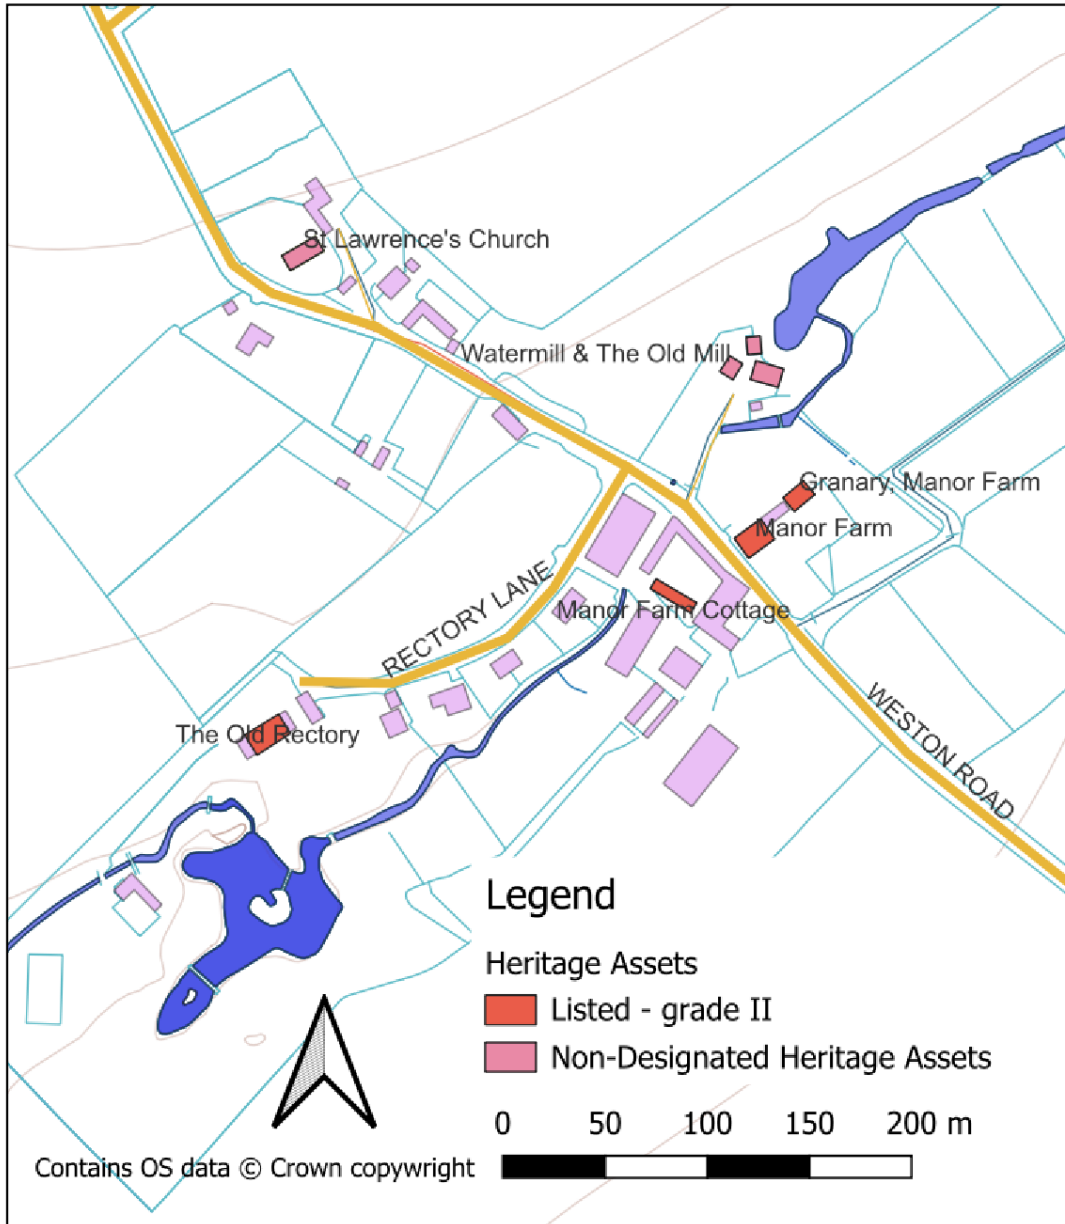 St Lawrence's Church
Watermill & The Old Mill
Granary, Manor Farm
Manor Farm
RECTORY LANE
Manor Farm Cottage
The Old Rectory
WESTON ROAD
Legend
Heritage Assets
Listed - grade II
Non-Designated Heritage Assets
0 50 100 150 200 m
Contains OS data © Crown copywright